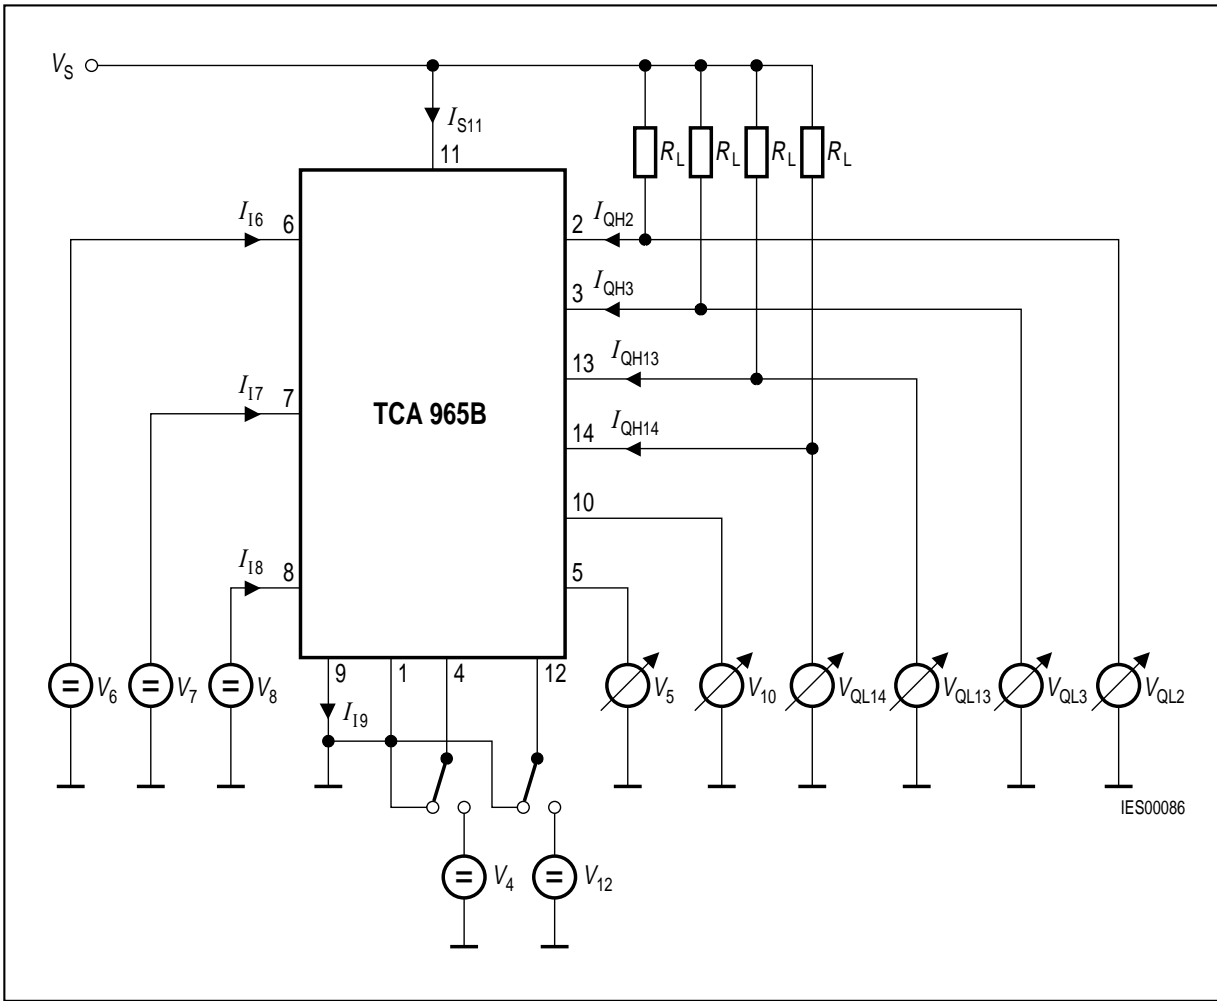 V_S
I_S11
11
R_L R_L R_L R_L
I_I6 6
2 I_QH2
3 I_QH3
I_I7 7
TCA 965B
13 I_QH13
14 I_QH14
10
I_I8 8
5
9 1 4 12
V_6 V_7 V_8
I_I9
V_5 V_10 V_QL14 V_QL13 V_QL3 V_QL2
IES00086
V_4 V_12